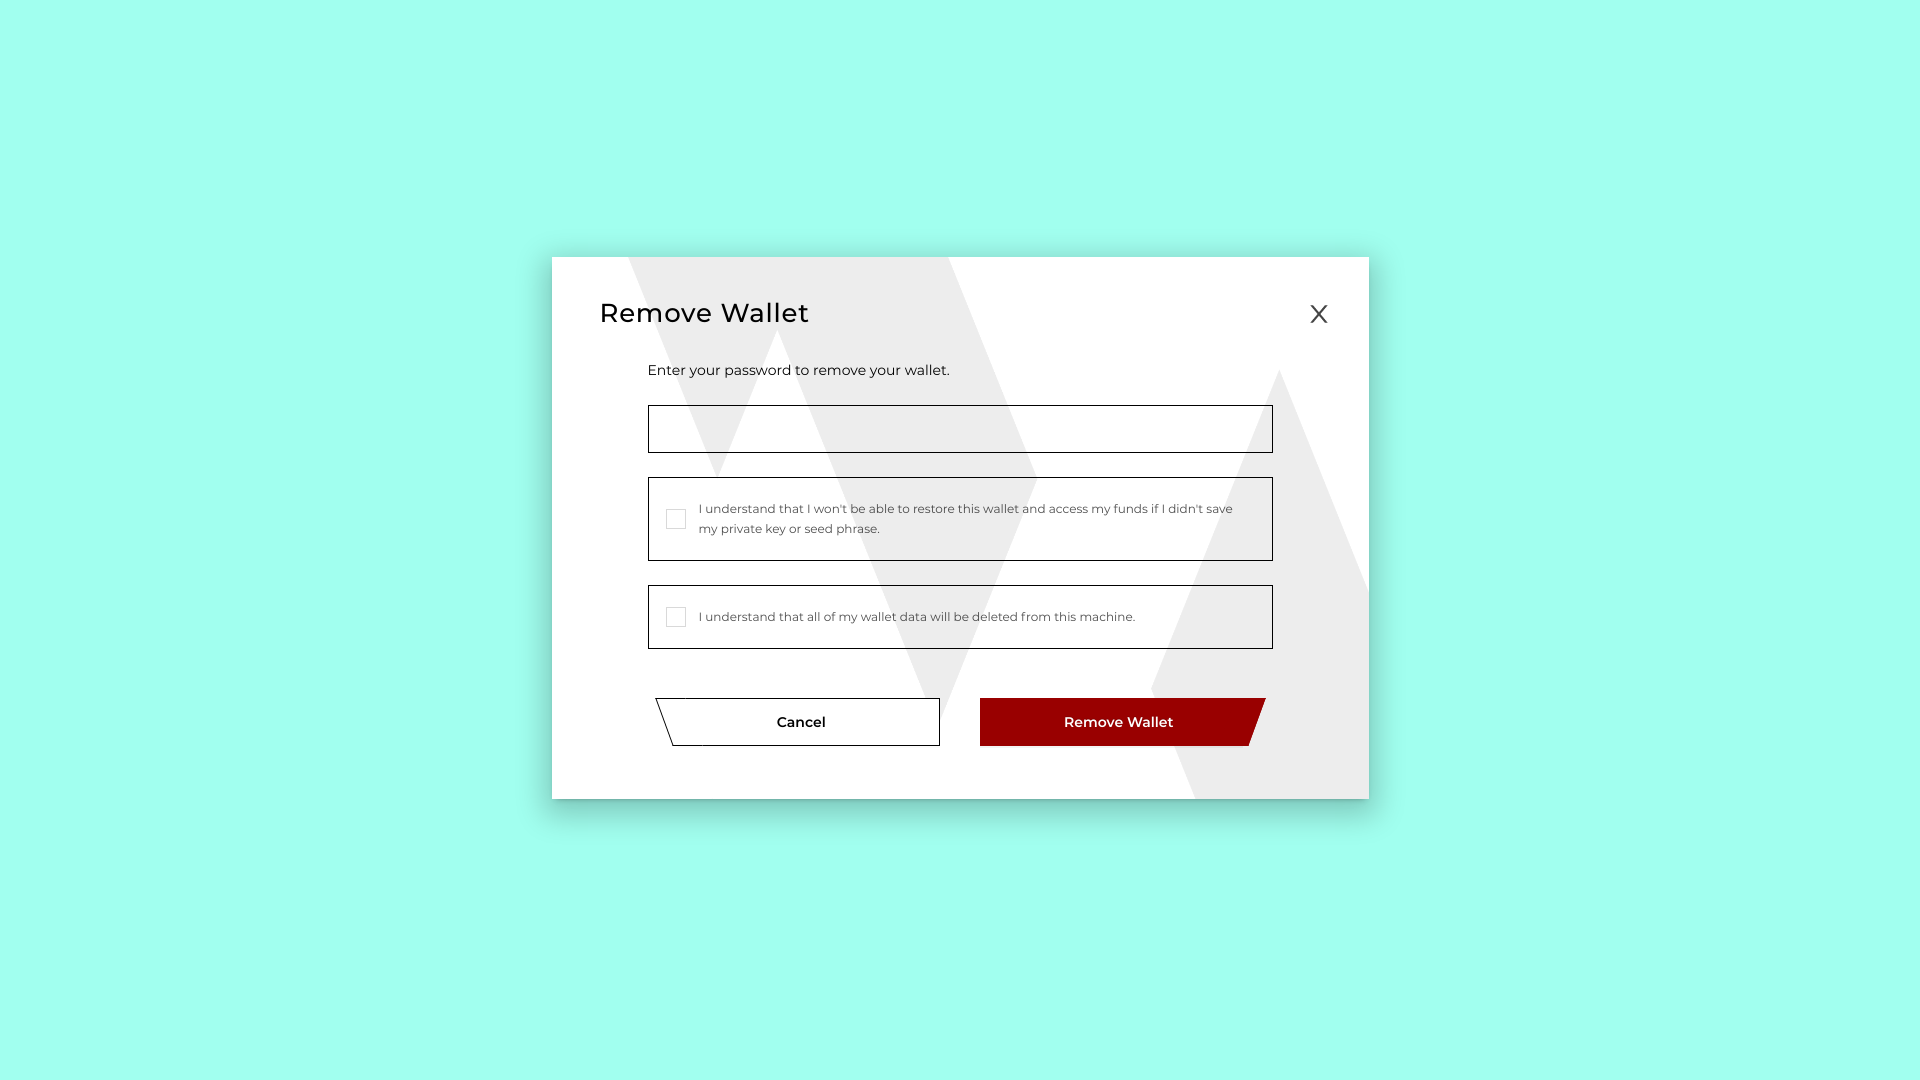 Remove Wallet
X
Enter your password to remove your wallet.
I understand that I won't be able to restore this wallet and access my funds if I didn't save
my private key or seed phrase.
I understand that all of my wallet data will be deleted from this machine.
Cancel
Remove Wallet